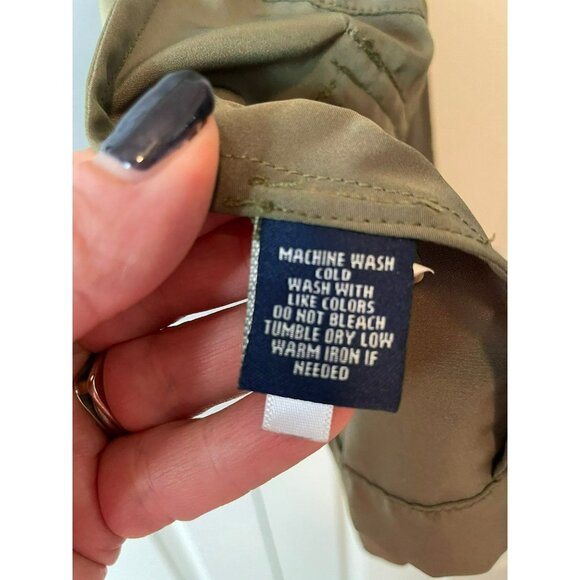 MACHINE WASH
COLD
WASH WITH
LIKE COLORS
DO NOT BLEACH
TUMBLE DRY LOW
WARM IRON IF
NEEDED